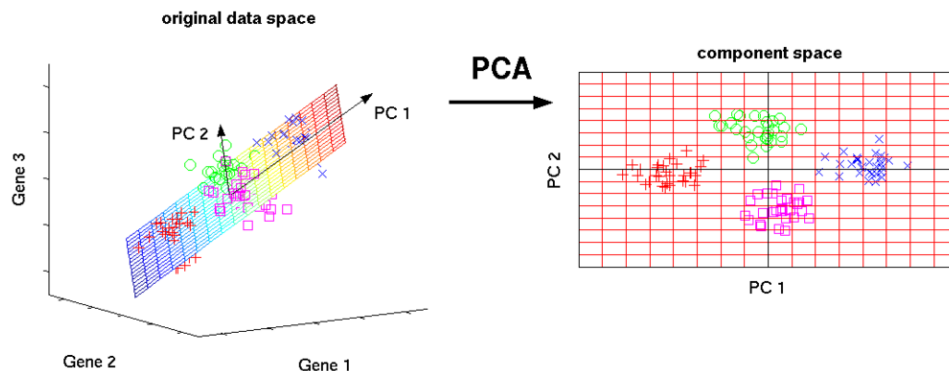 original data space
PC 1
PC 2
Gene 3
Gene 2
Gene 1
PCA
component space
PC 2
PC 1